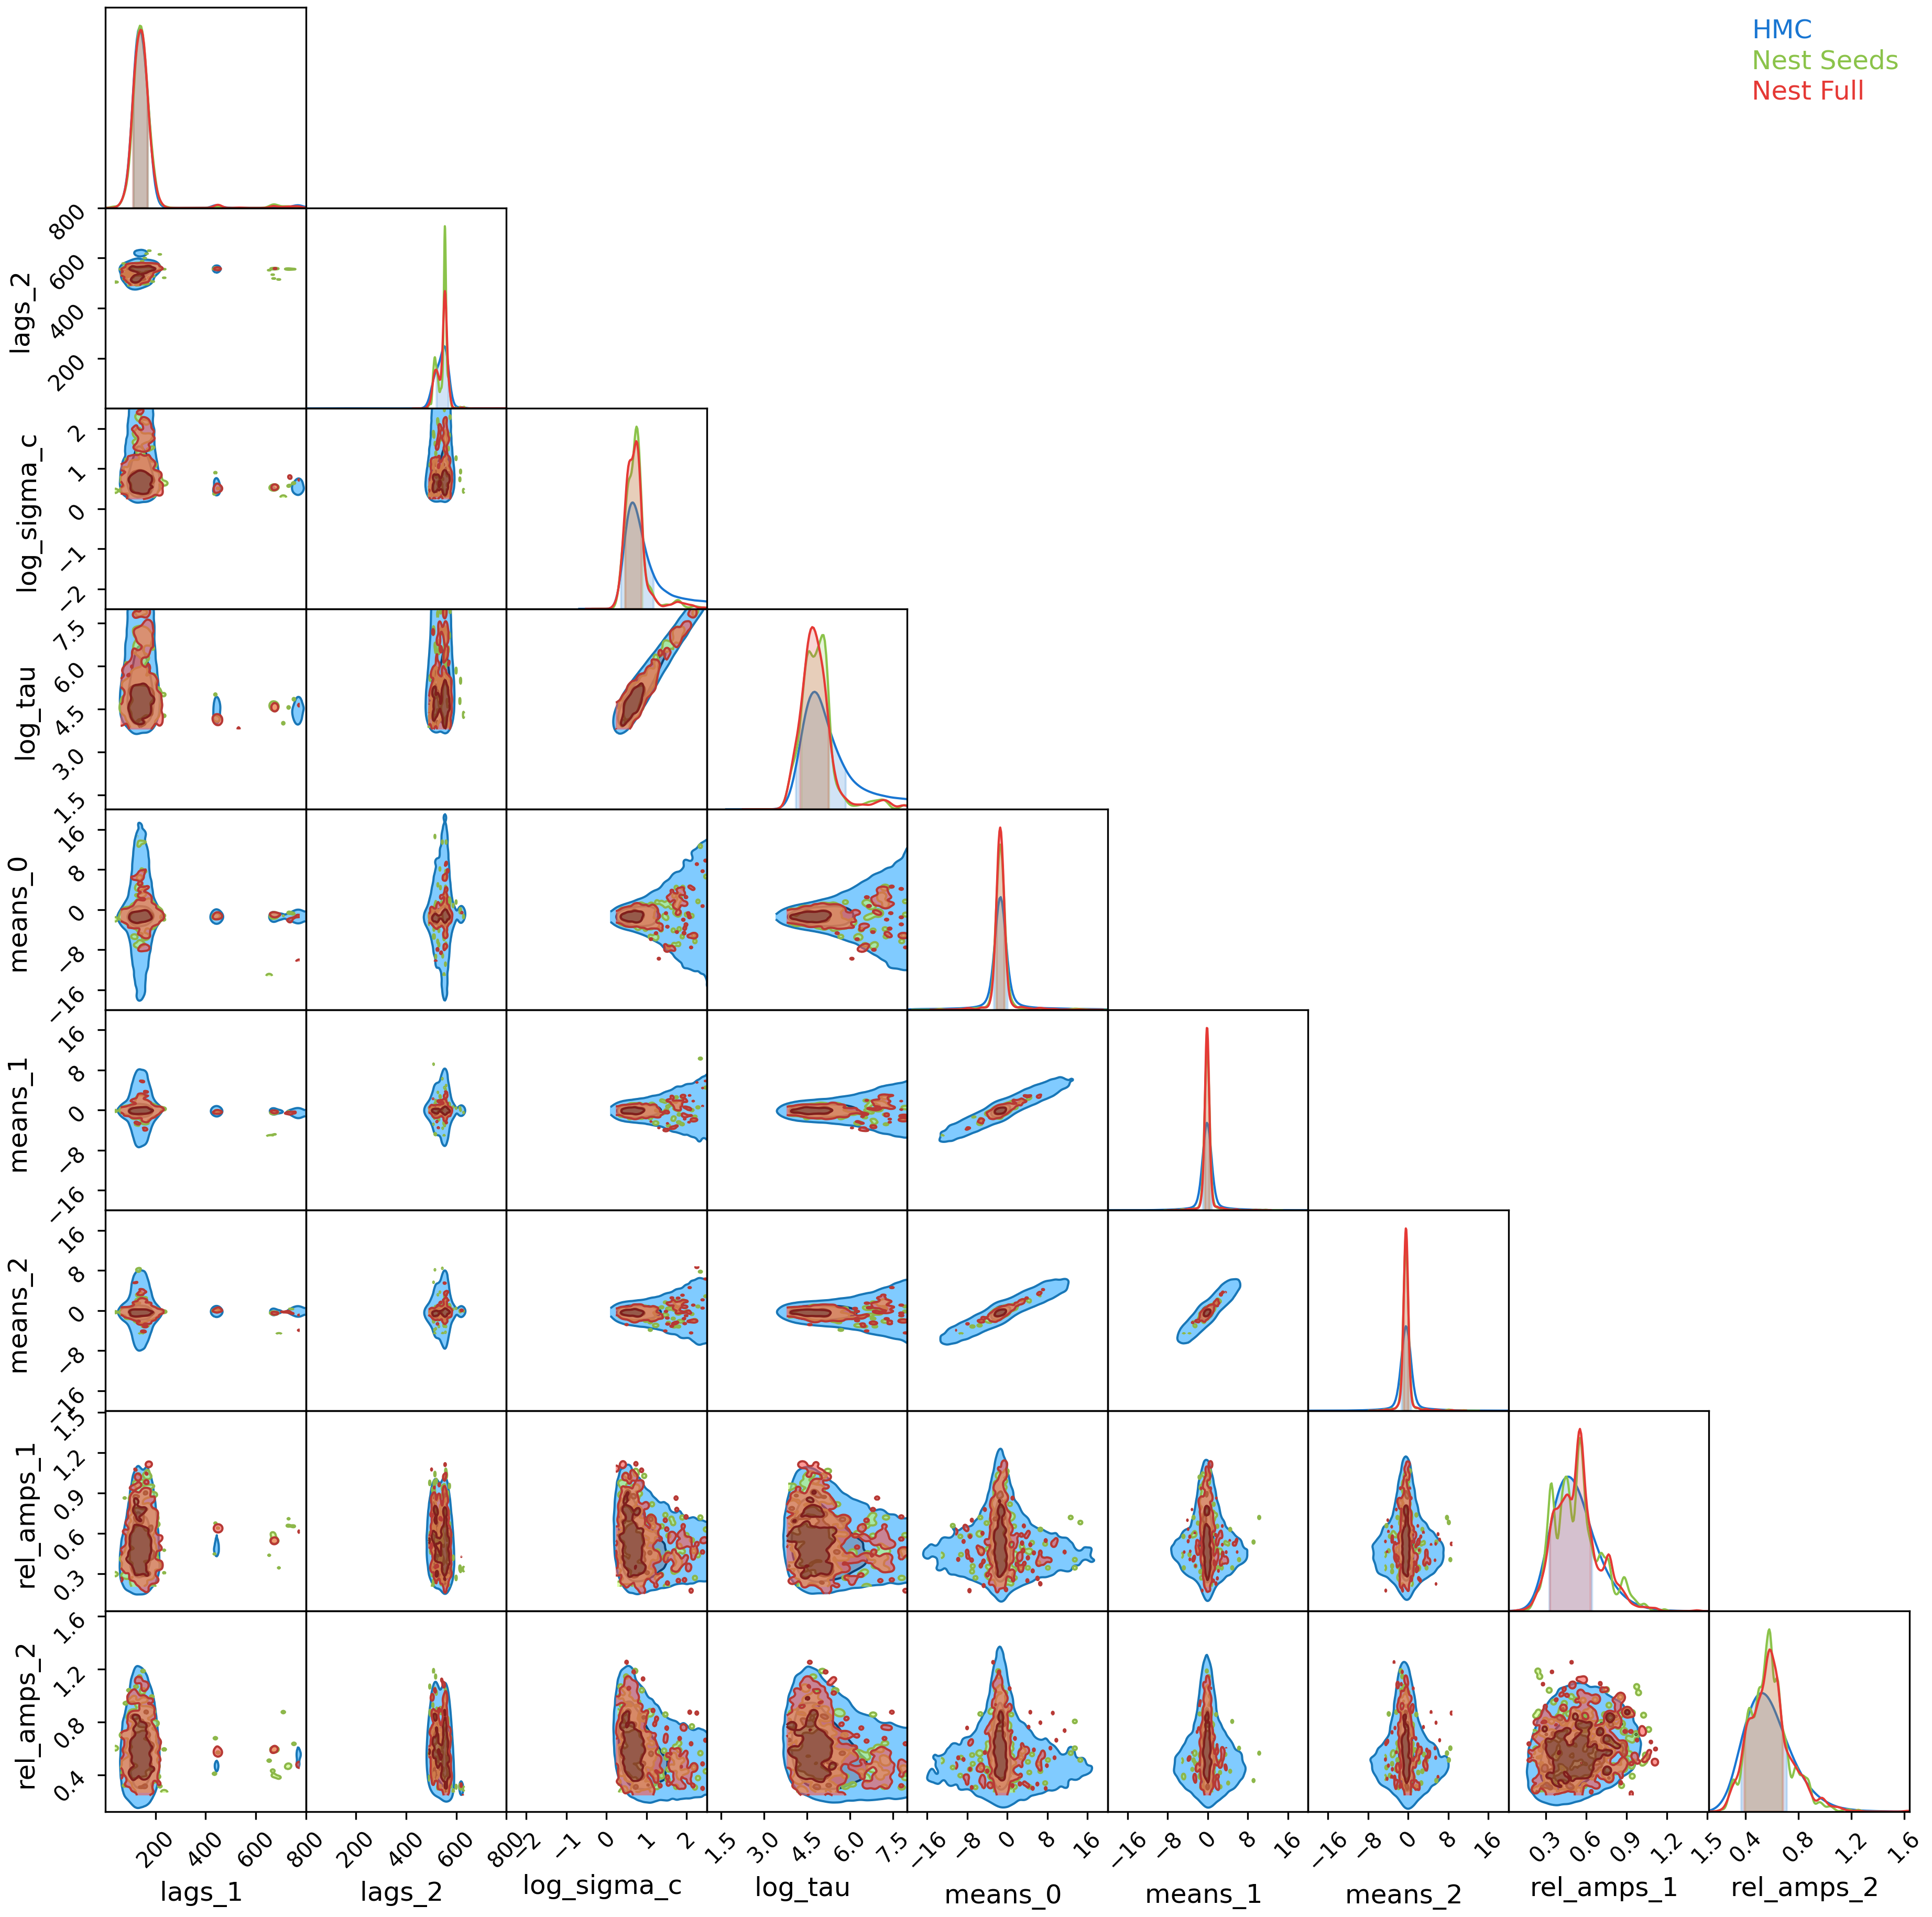 HMC
Nest Seeds
Nest Full
800
600
400
200
lags_2
2
1
0
−1
−2
log_sigma_c
7.5
6.0
4.5
3.0
1.5
log_tau
16
8
0
−8
−16
means_0
16
8
0
−8
−16
means_1
16
8
0
−8
−16
means_2
1.5
1.2
0.9
0.6
0.3
rel_amps_1
1.6
1.2
0.8
0.4
rel_amps_2
200 400 600 800 200 400 600 800 −2 −1 0 1 2 1.5 3.0 4.5 6.0 7.5 −16 −8 0 8 16 −16 −8 0 8 16 −16 −8 0 8 16 0.3 0.6 0.9 1.2 1.5 0.4 0.8 1.2 1.6
lags_1 lags_2 log_sigma_c log_tau means_0 means_1 means_2 rel_amps_1 rel_amps_2